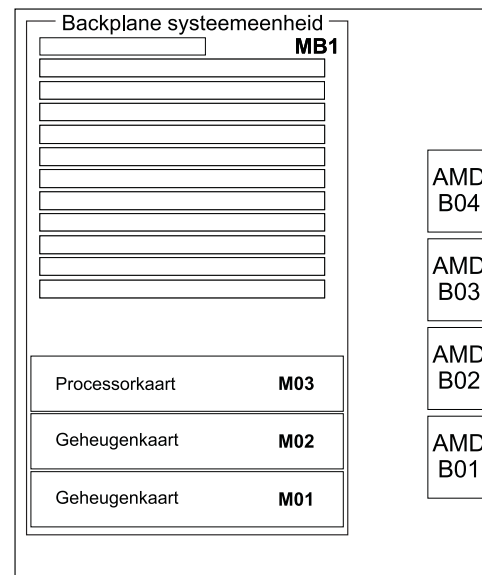 Backplane systeemeenheid
MB1
AMD
B04
AMD
B03
AMD
B02
AMD
B01
Processorkaart M03
Geheugenkaart M02
Geheugenkaart M01